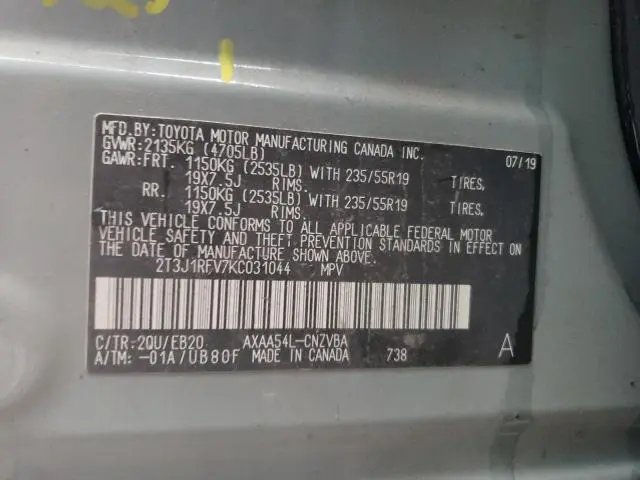 MFD.BY:TOYOTA MOTOR MANUFACTURING CANADA INC.
GVWR:2135KG (4705LB) 07/19
GAWR:FRT. 1150KG (2535LB) WITH 235/55R19 TIRES,
19X7.5J RIMS.
RR. 1150KG (2535LB) WITH 235/55R19 TIRES,
19X7.5J RIMS.
THIS VEHICLE CONFORMS TO ALL APPLICABLE FEDERAL MOTOR
VEHICLE SAFETY AND THEFT PREVENTION STANDARDS IN EFFECT ON
THE DATE OF MANUFACTURE SHOWN ABOVE.
2T3J1RFV7KC031044 MPV
C/TR:2QU/EB20. AXAA54L-CNZVBA A
A/TM:-01A/UB80F MADE IN CANADA 738